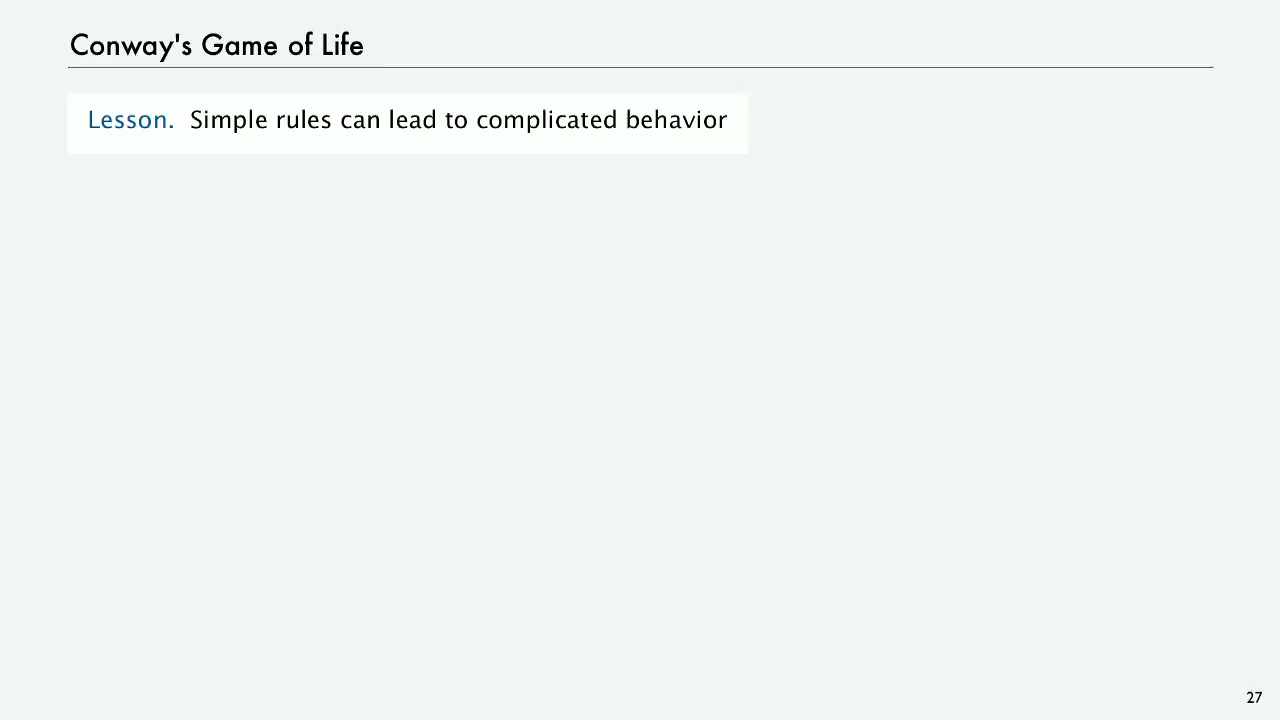 Conway's Game of Life
Lesson. Simple rules can lead to complicated behavior
27